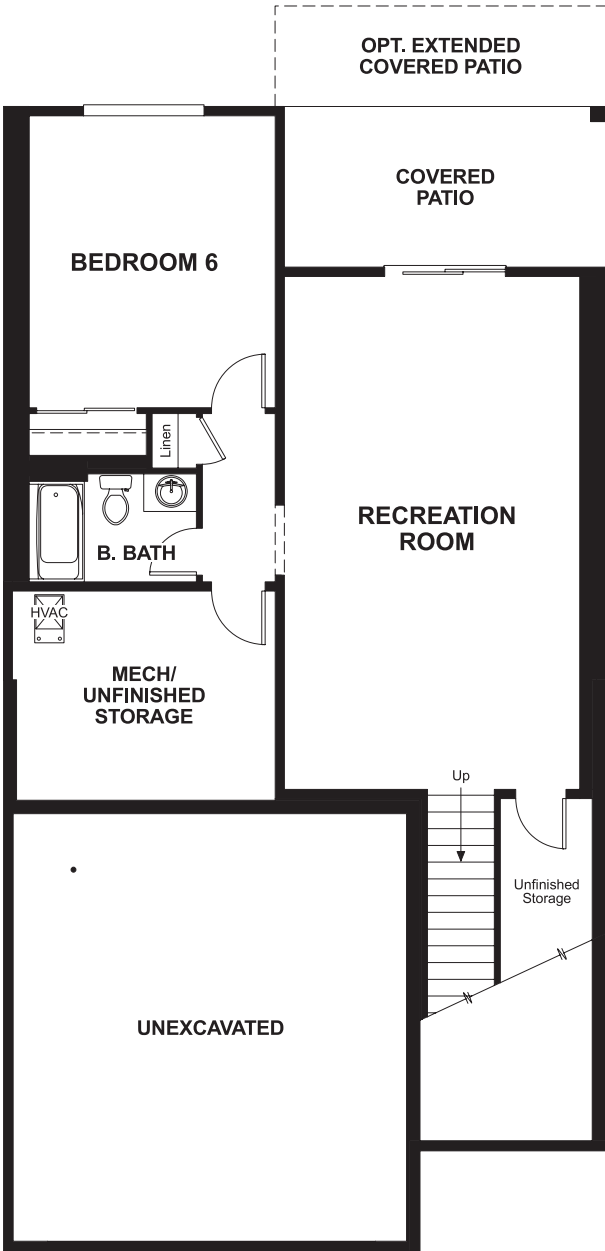 OPT. EXTENDED
COVERED PATIO
COVERED
PATIO
BEDROOM 6
Linen
RECREATION
ROOM
B. BATH
HVAC
MECH/
UNFINISHED
STORAGE
Up
Unfinished
Storage
UNEXCAVATED